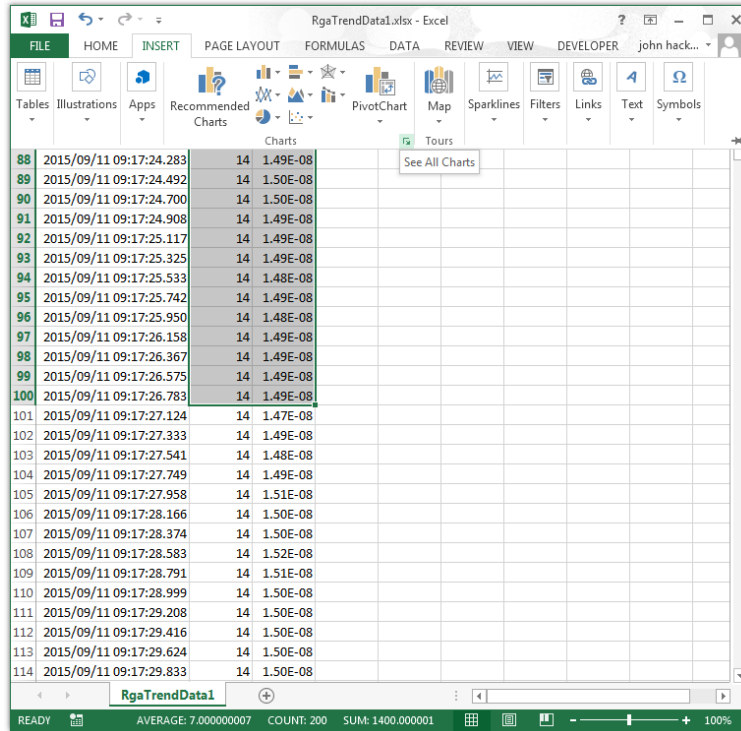 RgaTrendData1.xlsx - Excel
FILE HOME INSERT PAGE LAYOUT FORMULAS DATA REVIEW VIEW DEVELOPER john hack...
Tables Illustrations Apps Recommended Charts PivotChart Map Sparklines Filters Links Text Symbols
Charts Tours
See All Charts
88 2015/09/11 09:17:24.283 14 1.49E-08
89 2015/09/11 09:17:24.492 14 1.50E-08
90 2015/09/11 09:17:24.700 14 1.50E-08
91 2015/09/11 09:17:24.908 14 1.49E-08
92 2015/09/11 09:17:25.117 14 1.49E-08
93 2015/09/11 09:17:25.325 14 1.49E-08
94 2015/09/11 09:17:25.533 14 1.48E-08
95 2015/09/11 09:17:25.742 14 1.49E-08
96 2015/09/11 09:17:25.950 14 1.48E-08
97 2015/09/11 09:17:26.158 14 1.49E-08
98 2015/09/11 09:17:26.367 14 1.49E-08
99 2015/09/11 09:17:26.575 14 1.49E-08
100 2015/09/11 09:17:26.783 14 1.49E-08
101 2015/09/11 09:17:27.124 14 1.47E-08
102 2015/09/11 09:17:27.333 14 1.49E-08
103 2015/09/11 09:17:27.541 14 1.48E-08
104 2015/09/11 09:17:27.749 14 1.49E-08
105 2015/09/11 09:17:27.958 14 1.51E-08
106 2015/09/11 09:17:28.166 14 1.50E-08
107 2015/09/11 09:17:28.374 14 1.50E-08
108 2015/09/11 09:17:28.583 14 1.52E-08
109 2015/09/11 09:17:28.791 14 1.51E-08
110 2015/09/11 09:17:28.999 14 1.50E-08
111 2015/09/11 09:17:29.208 14 1.50E-08
112 2015/09/11 09:17:29.416 14 1.50E-08
113 2015/09/11 09:17:29.624 14 1.50E-08
114 2015/09/11 09:17:29.833 14 1.50E-08
RgaTrendData1
READY AVERAGE: 7.000000007 COUNT: 200 SUM: 1400.000001 100%